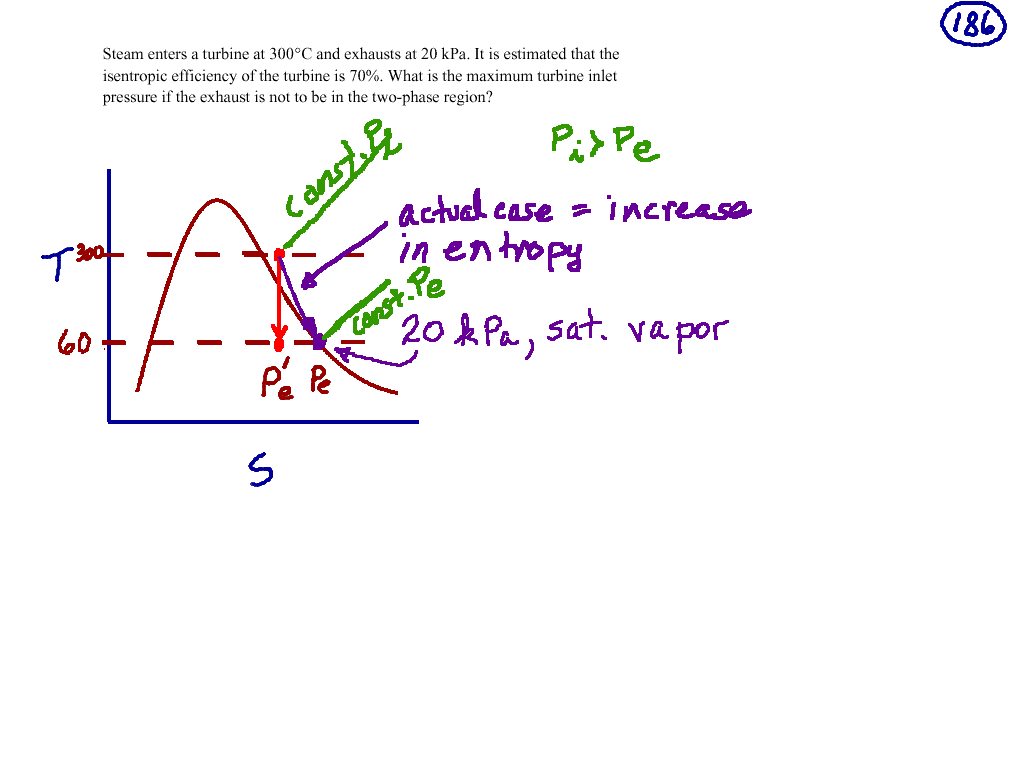 186
Steam enters a turbine at 300°C and exhausts at 20 kPa. It is estimated that the
isentropic efficiency of the turbine is 70%. What is the maximum turbine inlet
pressure if the exhaust is not to be in the two-phase region?
const. Pi
Pi > Pe
actual case = increase
in entropy
T
300
const. Pe
20 kPa, sat. vapor
60
Pe' Pe
S